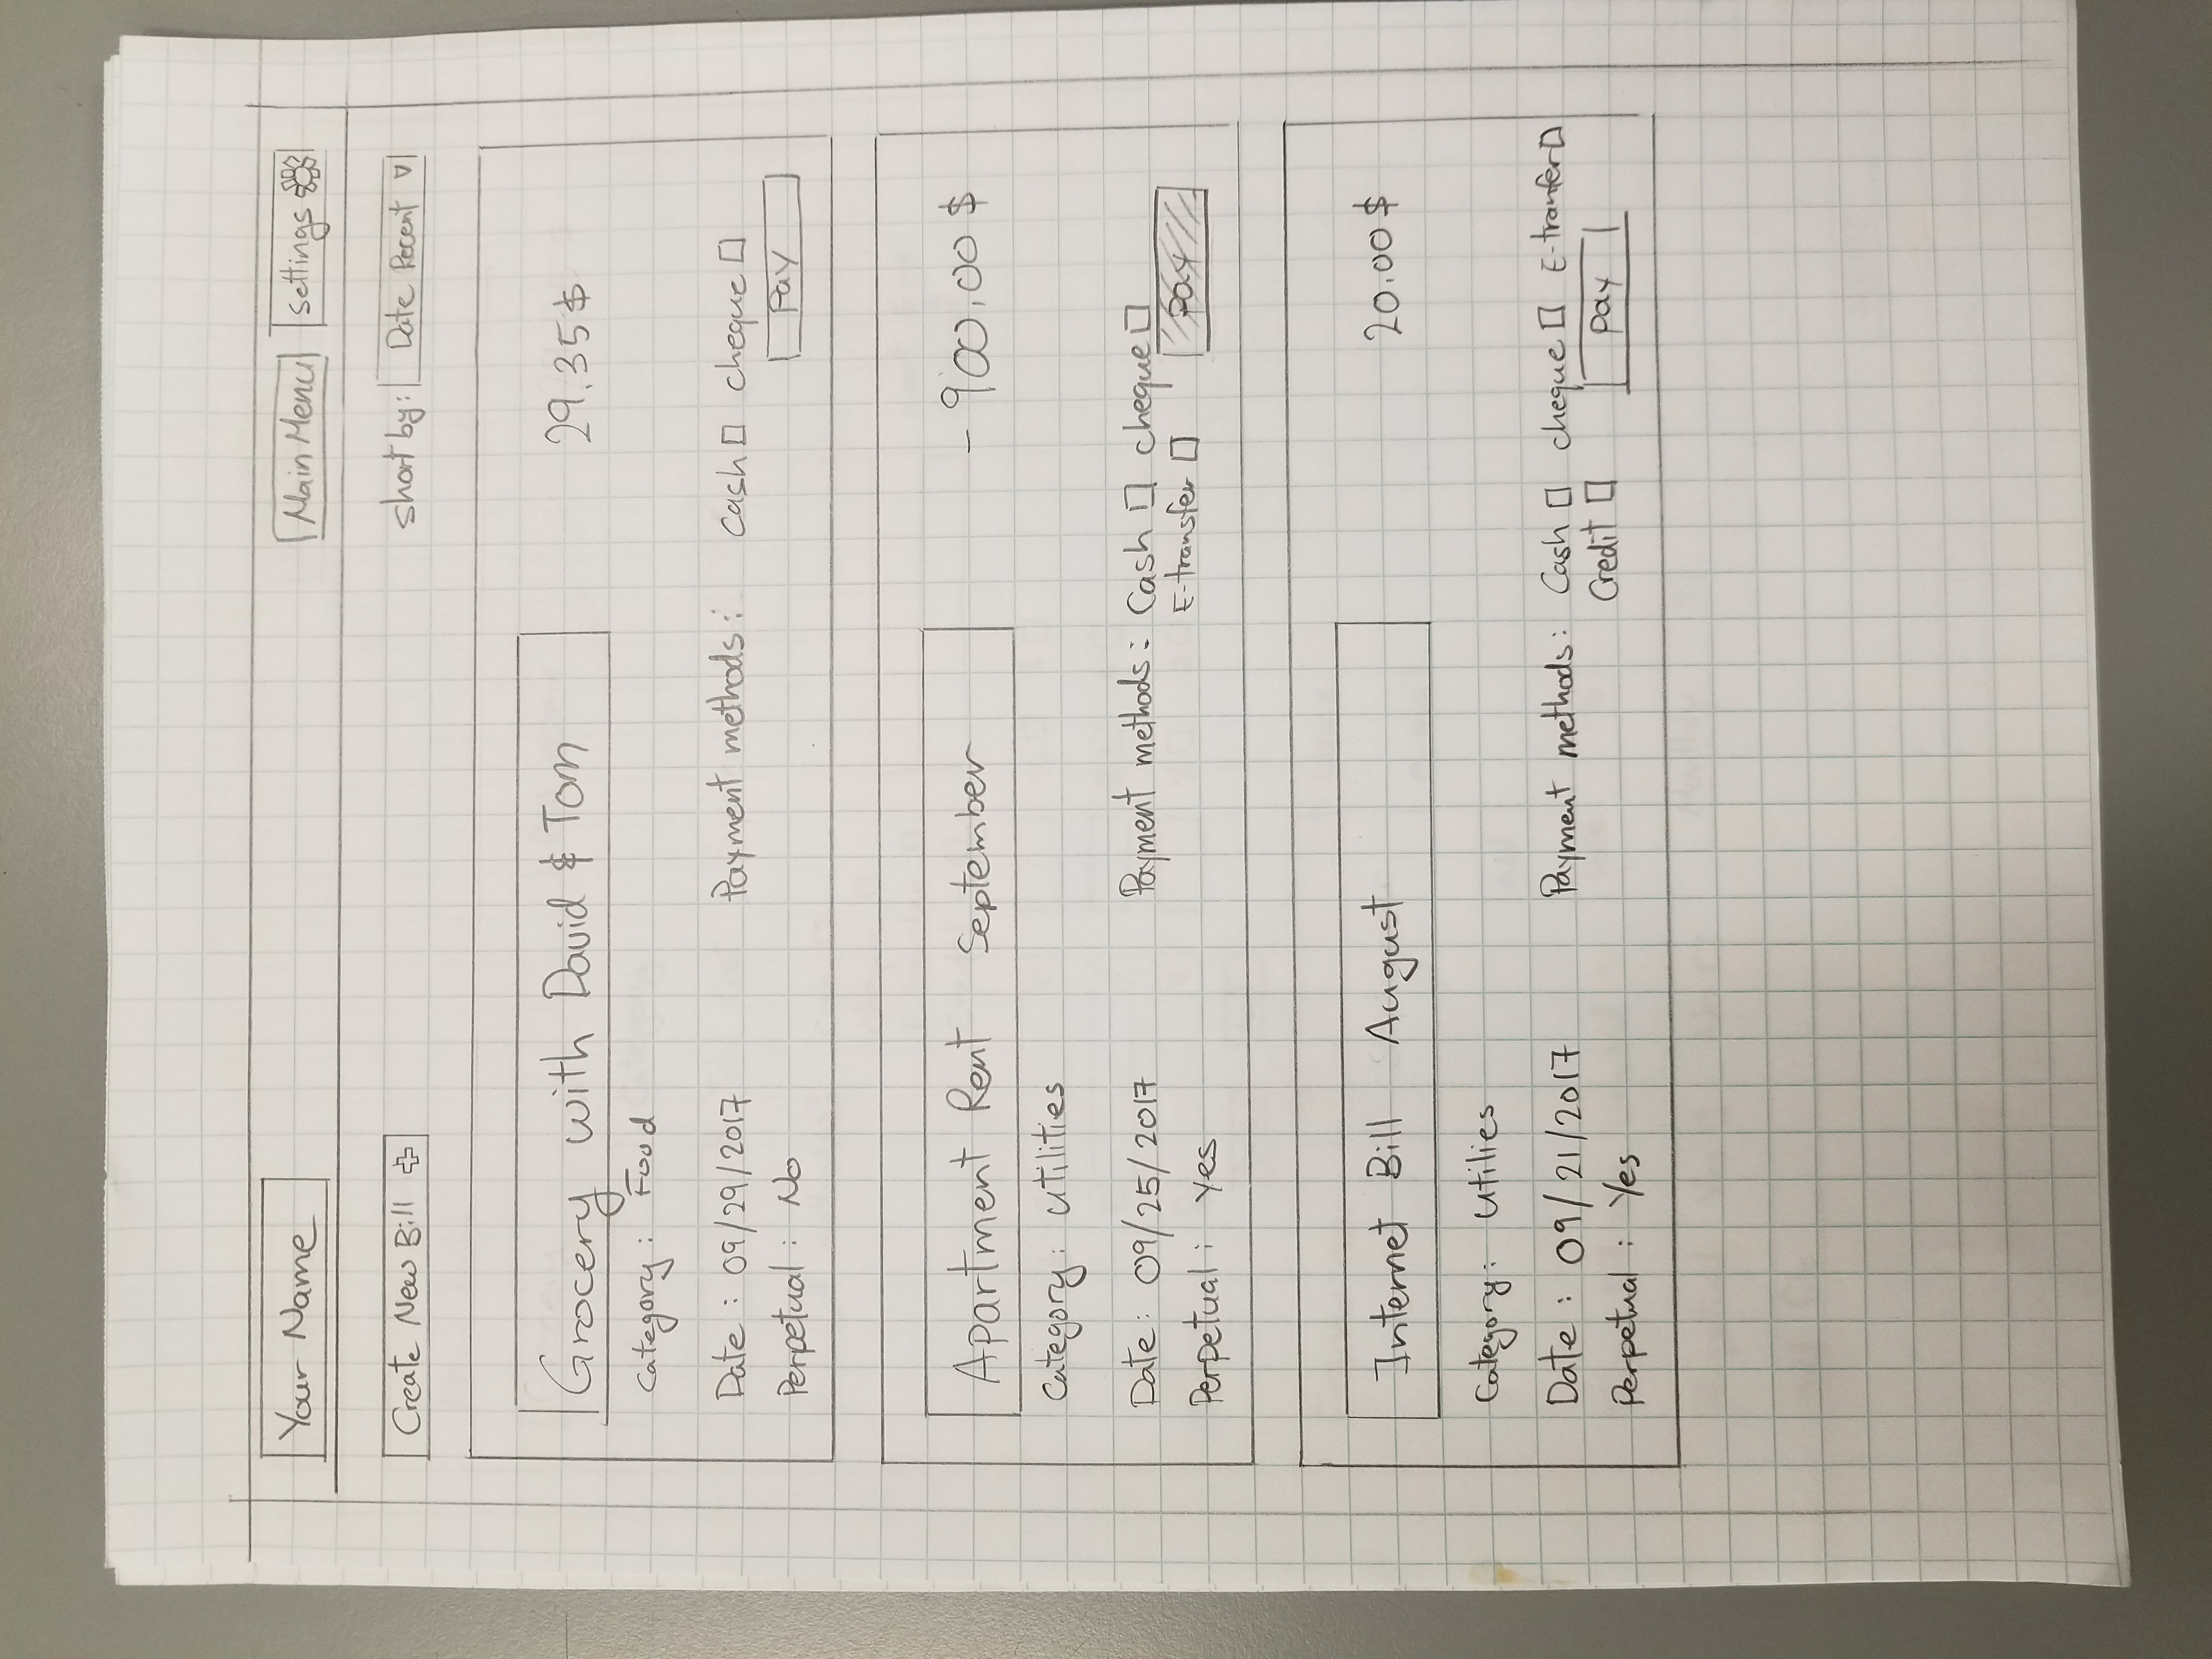 Your Name Main Menu Settings
Create New Bill short by: Date Recent
Grocery with David & Tom 29.35$
Category: Food
Date: 09/29/2017 Payment methods: Cash cheque
Perpetual: No Pay
Apartment Rent September -900.00$
Category: Utilities
Date: 09/25/2017 Payment methods: Cash cheque
Perpetual: Yes E-transfer Pay
Internet Bill August 20.00$
Category: Utilies
Date: 09/21/2017 Payment methods: Cash cheque E-tranfer
Perpetual: Yes Credit Pay